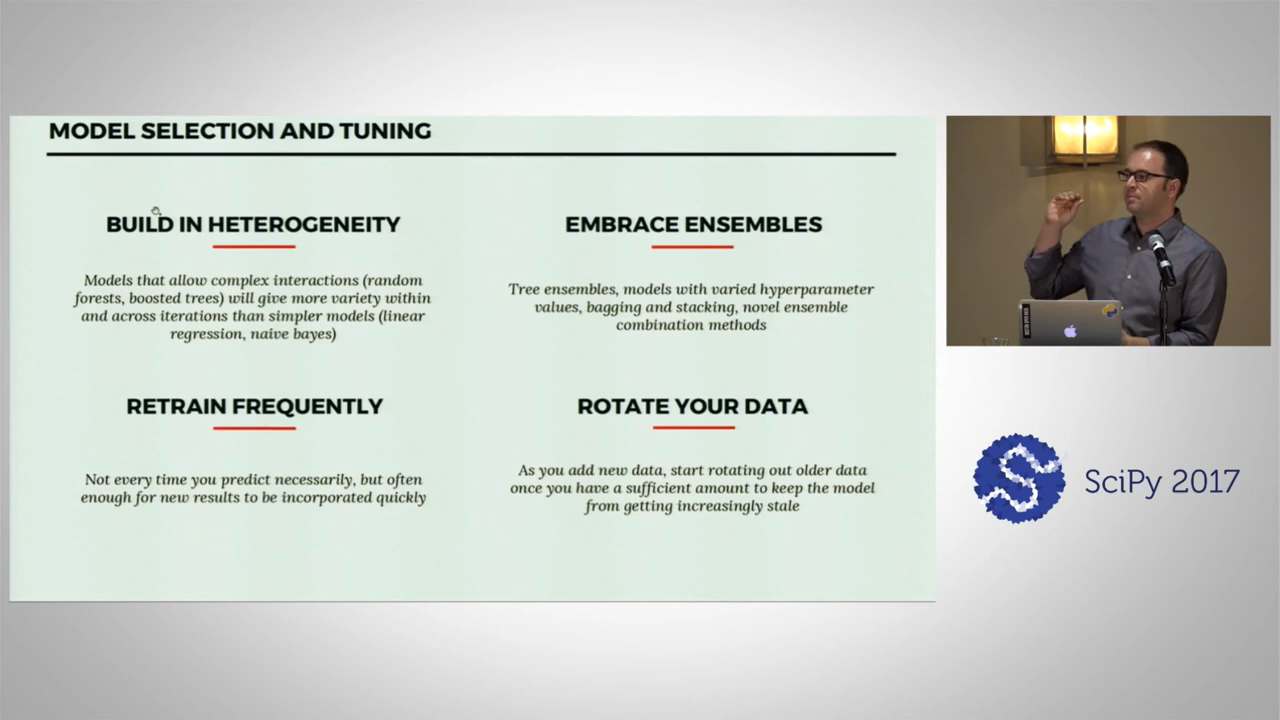 MODEL SELECTION AND TUNING
BUILD IN HETEROGENEITY
Models that allow complex interactions (random
forests, boosted trees) will give more variety within
and across iterations than simpler models (linear
regression, naive bayes)
EMBRACE ENSEMBLES
Tree ensembles, models with varied hyperparameter
values, bagging and stacking, novel ensemble
combination methods
RETRAIN FREQUENTLY
Not every time you predict necessarily, but often
enough for new results to be incorporated quickly
ROTATE YOUR DATA
As you add new data, start rotating out older data
once you have a sufficient amount to keep the model
from getting increasingly stale
SciPy 2017